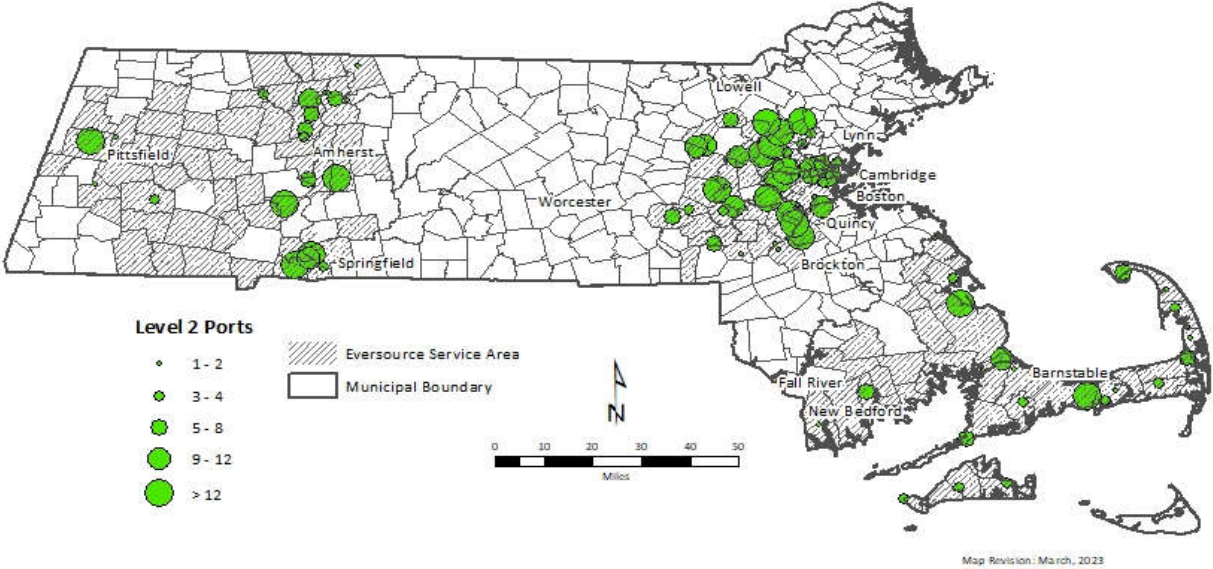 Lowell
Lynn
Pittsfield
Amherst
Cambridge
Worcester
Boston
Quincy
Springfield
Brockton
Level 2 Ports
1 - 2
3 - 4
5 - 8
9 - 12
> 12
Eversource Service Area
Municipal Boundary
N
0 10 20 30 40 50
Miles
Barnstable
Fall River
New Bedford
Map Revision: March, 2023